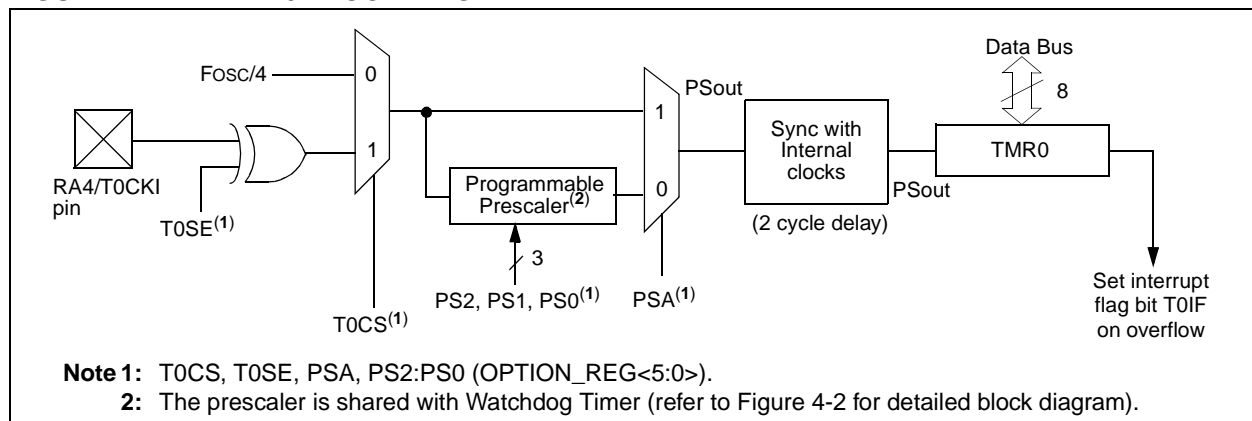 Data Bus
FOSC/4
0
PSout
8
1
1
Sync with
Internal
clocks
TMR0
RA4/T0CKI
pin
Programmable
Prescaler(2)
0
PSout
T0SE(1)
(2 cycle delay)
3
PS2, PS1, PS0(1)
PSA(1)
T0CS(1)
Set interrupt
flag bit T0IF
on overflow
Note 1: T0CS, T0SE, PSA, PS2:PS0 (OPTION_REG<5:0>).
2: The prescaler is shared with Watchdog Timer (refer to Figure 4-2 for detailed block diagram).